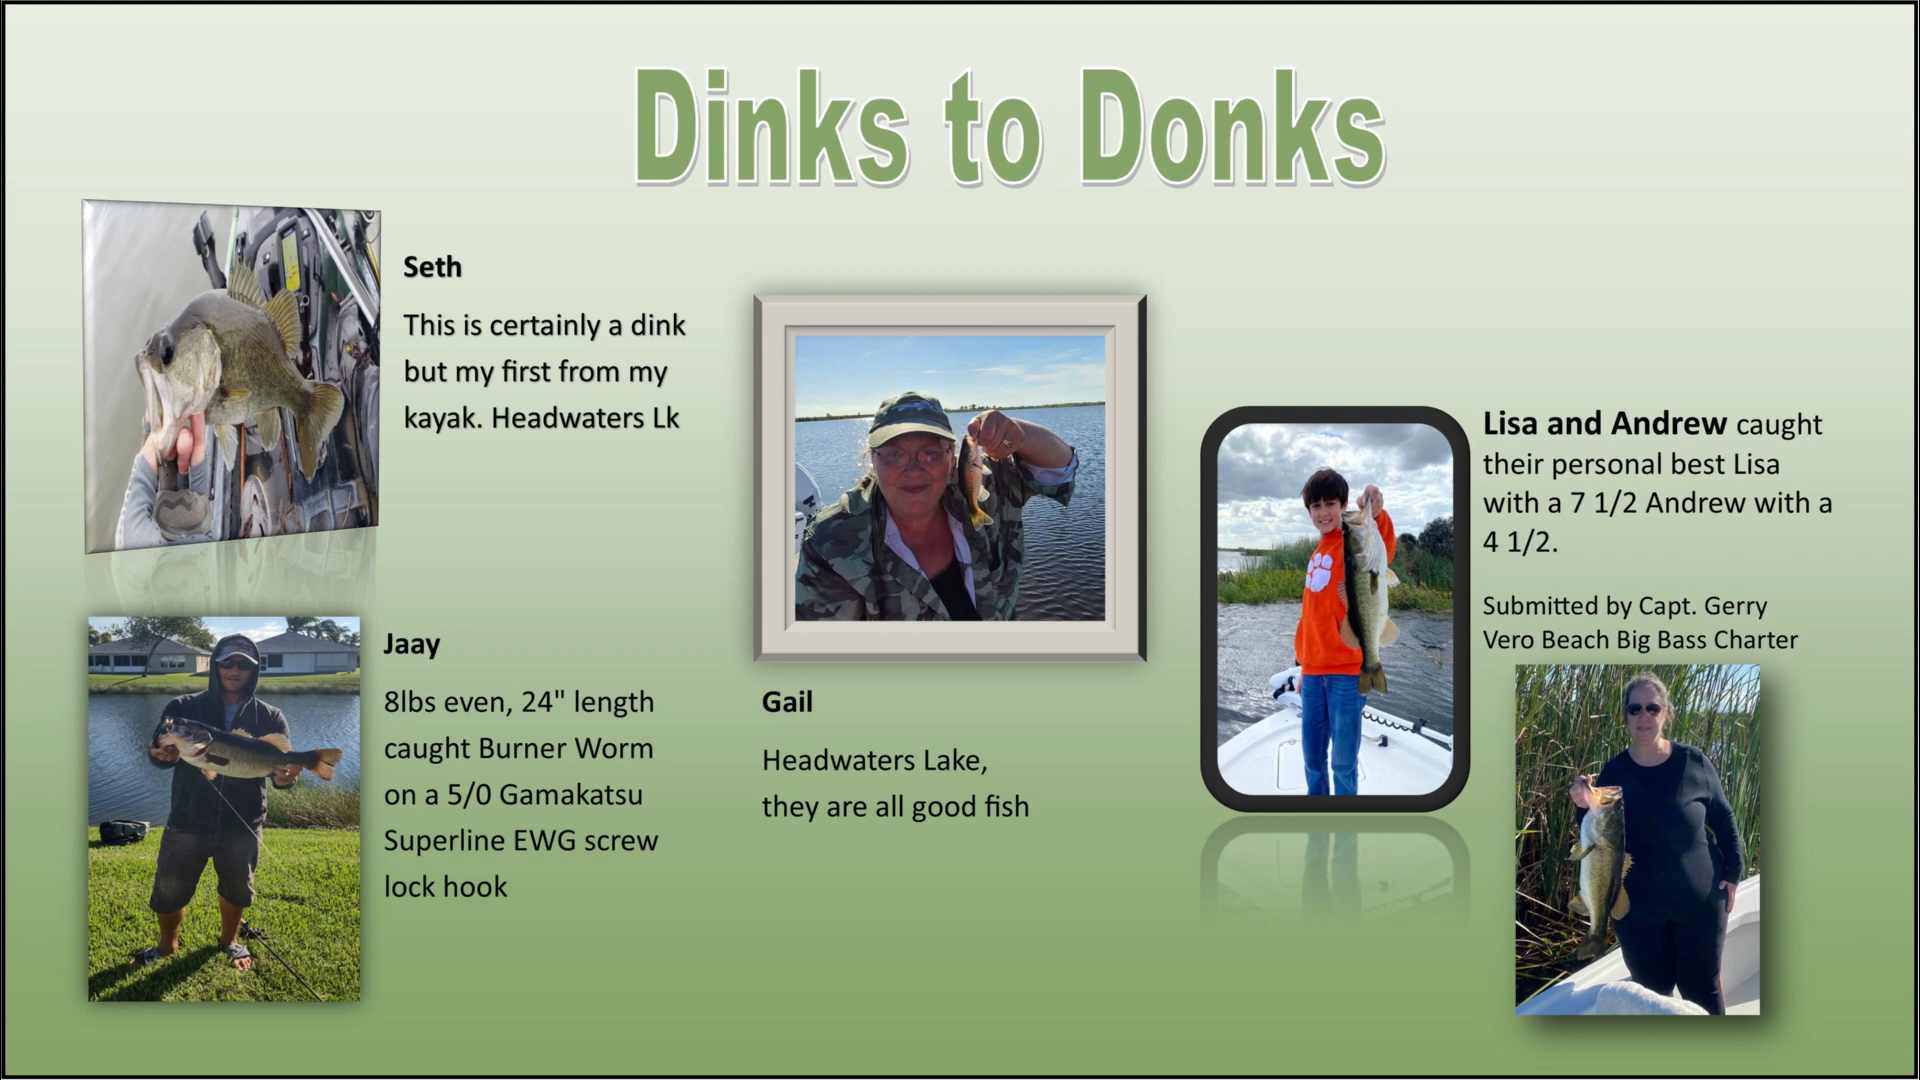 Dinks to Donks
Seth
This is certainly a dink
but my first from my
kayak. Headwaters Lk
Jaay
8lbs even, 24" length
caught Burner Worm
on a 5/0 Gamakatsu
Superline EWG screw
lock hook
Gail
Headwaters Lake,
they are all good fish
Lisa and Andrew caught
their personal best Lisa
with a 7 1/2 Andrew with a
4 1/2.
Submitted by Capt. Gerry
Vero Beach Big Bass Charter